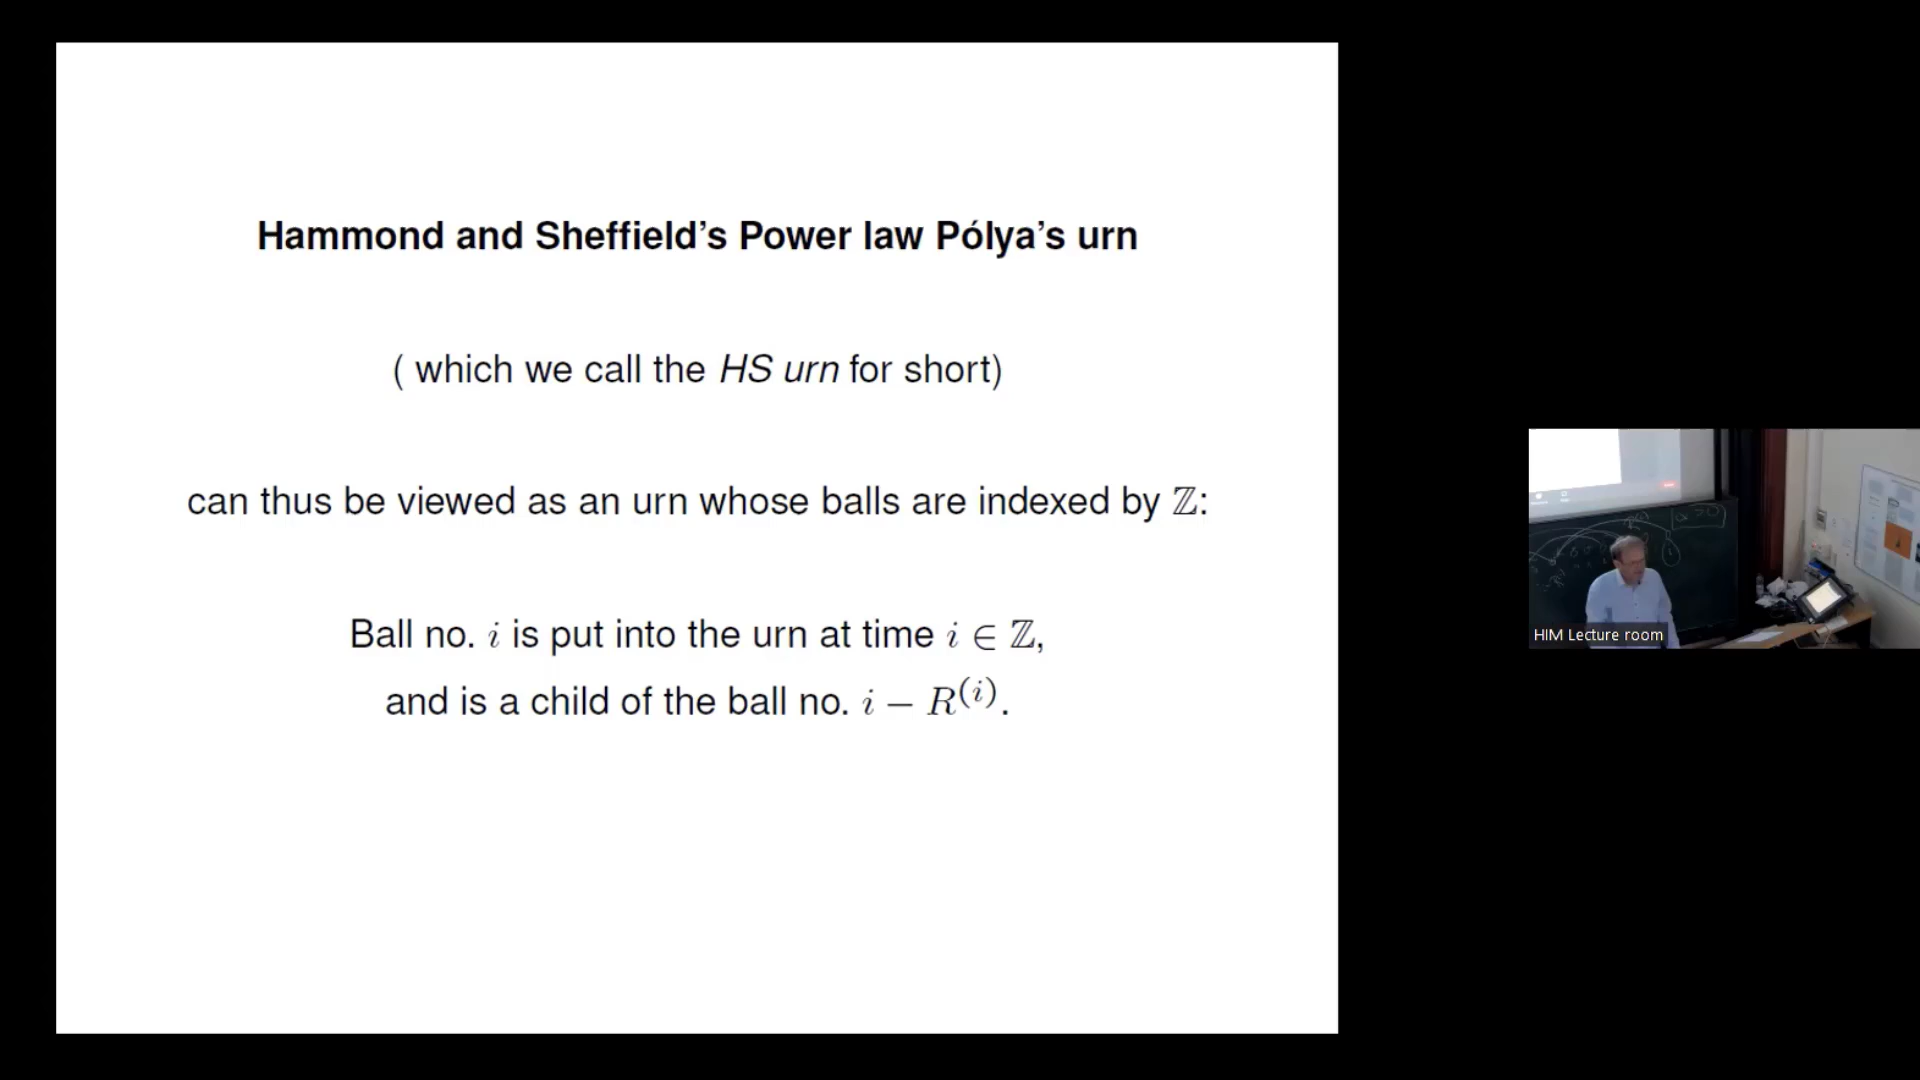 Hammond and Sheffield's Power law Pólya's urn
( which we call the HS urn for short)
can thus be viewed as an urn whose balls are indexed by ℤ:
Ball no. i is put into the urn at time i ∈ ℤ,
and is a child of the ball no. i − R⁽ⁱ⁾.
HIM Lecture room